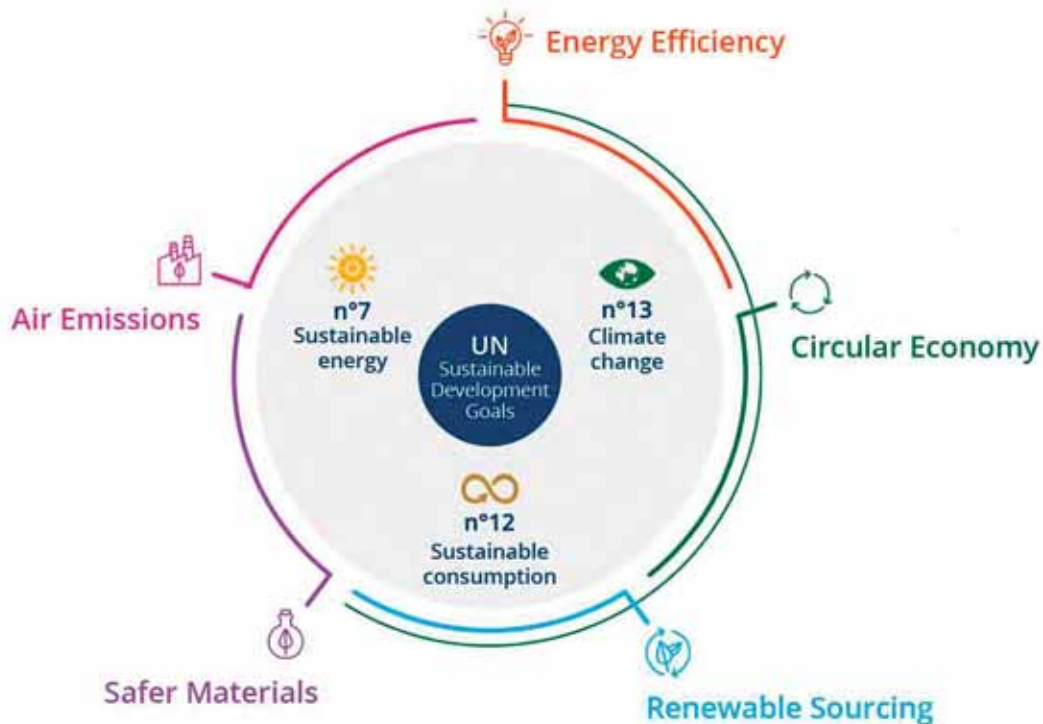 Energy Efficiency
Air Emissions
n°7
Sustainable
energy
n°13
Climate
change
UN
Sustainable
Development
Goals
Circular Economy
n°12
Sustainable
consumption
Safer Materials
Renewable Sourcing